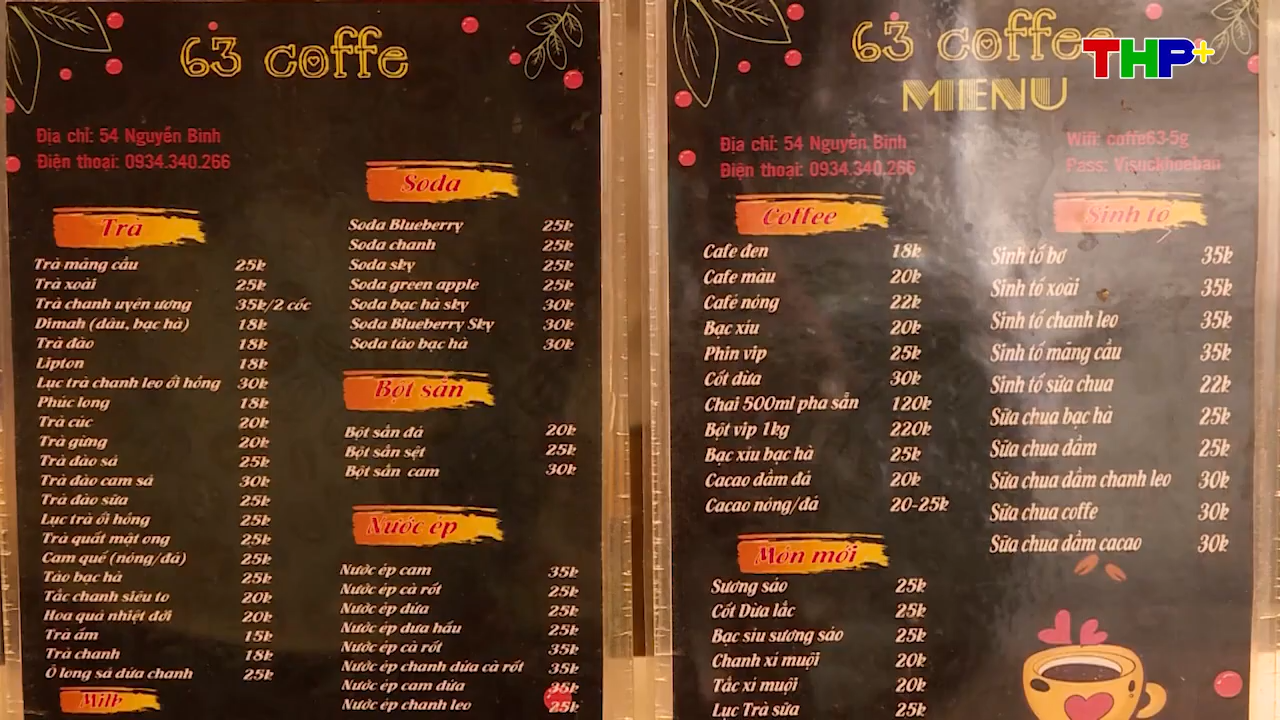 63 coffe
Địa chỉ: 54 Nguyễn Bình
Điện thoại: 0934.340.266
Trà
Trà mãng cầu 25k
Trà xoài 25k
Trà chanh uyên ương 35k/2 cốc
Dimah (dâu, bạc hà) 18k
Trà đào 18k
Lipton 18k
Lục trà chanh leo ổi hồng 30k
Phúc long 18k
Trà cúc 20k
Trà gừng 20k
Trà đào sả 25k
Trà đào cam sả 30k
Trà đào sữa 25k
Lục trà ổi hồng 25k
Trà quất mật ong 25k
Cam quế (nóng/đá) 25k
Táo bạc hà 25k
Tắc chanh siêu to 20k
Hoa quả nhiệt đới 20k
Trà ấm 15k
Trà chanh 18k
Ô long sả dứa chanh 25k
Milk
Soda
Soda Blueberry 25k
Soda chanh 25k
Soda sky 25k
Soda green apple 25k
Soda bạc hà sky 30k
Soda Blueberry Sky 30k
Soda táo bạc hà 30k
Bột sắn
Bột sắn đá 20k
Bột sắn sệt 25k
Bột sắn cam 30k
Nước ép
Nước ép cam 35k
Nước ép cà rốt 25k
Nước ép dứa 25k
Nước ép dưa hấu 25k
Nước ép cà rốt 35k
Nước ép chanh dứa cà rốt 35k
Nước ép cam dứa 35k
Nước ép chanh leo 25k
63 coffee
THP+
MENU
Địa chỉ: 54 Nguyễn Bình
Điện thoại: 0934.340.266
Wifi: coffe63-5g
Pass: Visuckhoeban
Coffee
Cafe đen 18k
Cafe màu 20k
Café nóng 22k
Bạc xíu 20k
Phin vip 25k
Cốt dừa 30k
Chai 500ml pha sẵn 120k
Bột vip 1kg 220k
Bạc xíu bạc hà 25k
Cacao dầm đá 20k
Cacao nóng/đá 20-25k
Món mới
Sương sáo 25k
Cốt Dừa lắc 25k
Bạc sỉu sương sáo 25k
Chanh xí muội 20k
Tắc xí muội 20k
Lục Trà sữa 25k
Sinh tố
Sinh tố bơ 35k
Sinh tố xoài 35k
Sinh tố chanh leo 35k
Sinh tố mãng cầu 35k
Sinh tố sữa chua 22k
Sữa chua bạc hà 25k
Sữa chua dầm 25k
Sữa chua dầm chanh leo 30k
Sữa chua coffe 30k
Sữa chua dầm cacao 30k